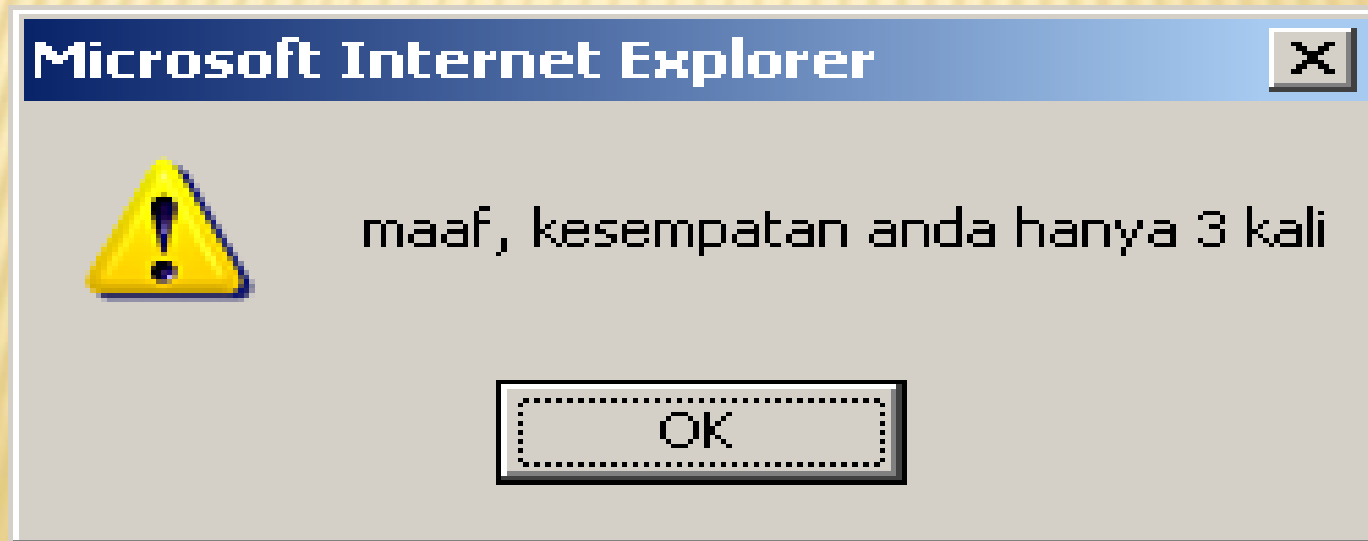 Microsoft Internet Explorer
maaf, kesempatan anda hanya 3 kali
OK